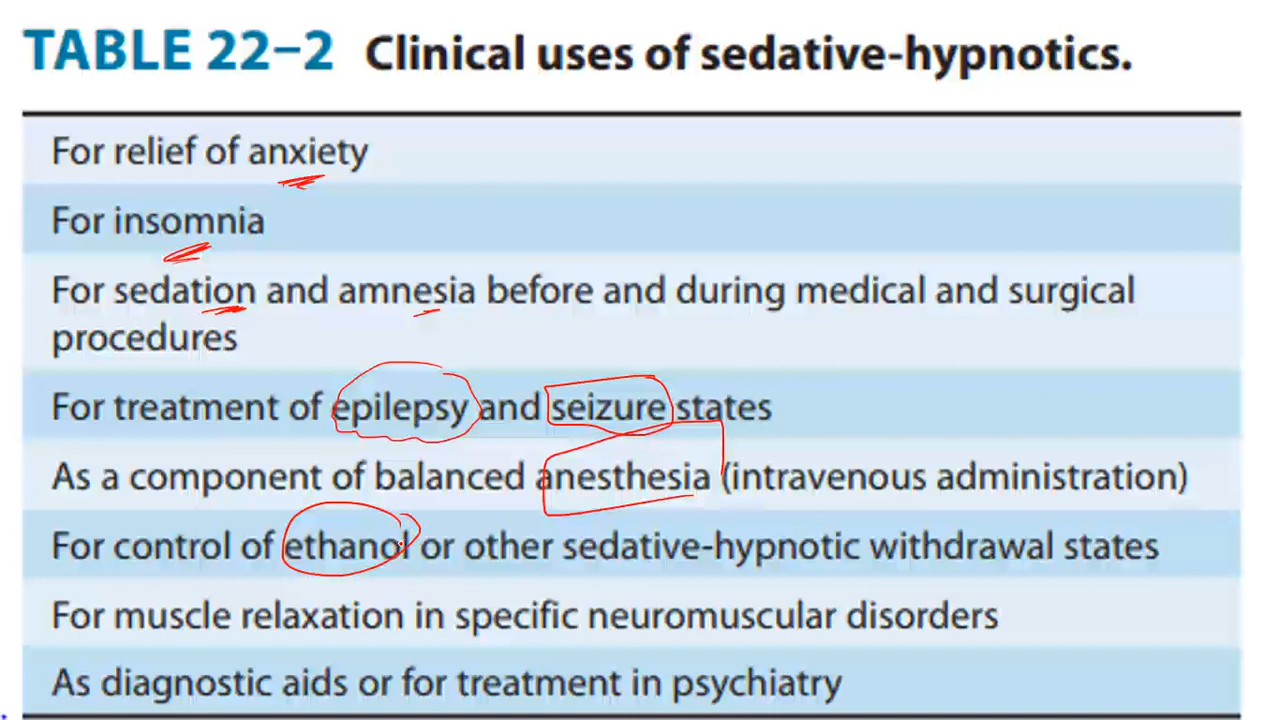 TABLE 22–2 Clinical uses of sedative-hypnotics.
For relief of anxiety
For insomnia
For sedation and amnesia before and during medical and surgical
procedures
For treatment of epilepsy and seizure states
As a component of balanced anesthesia (intravenous administration)
For control of ethanol or other sedative-hypnotic withdrawal states
For muscle relaxation in specific neuromuscular disorders
As diagnostic aids or for treatment in psychiatry